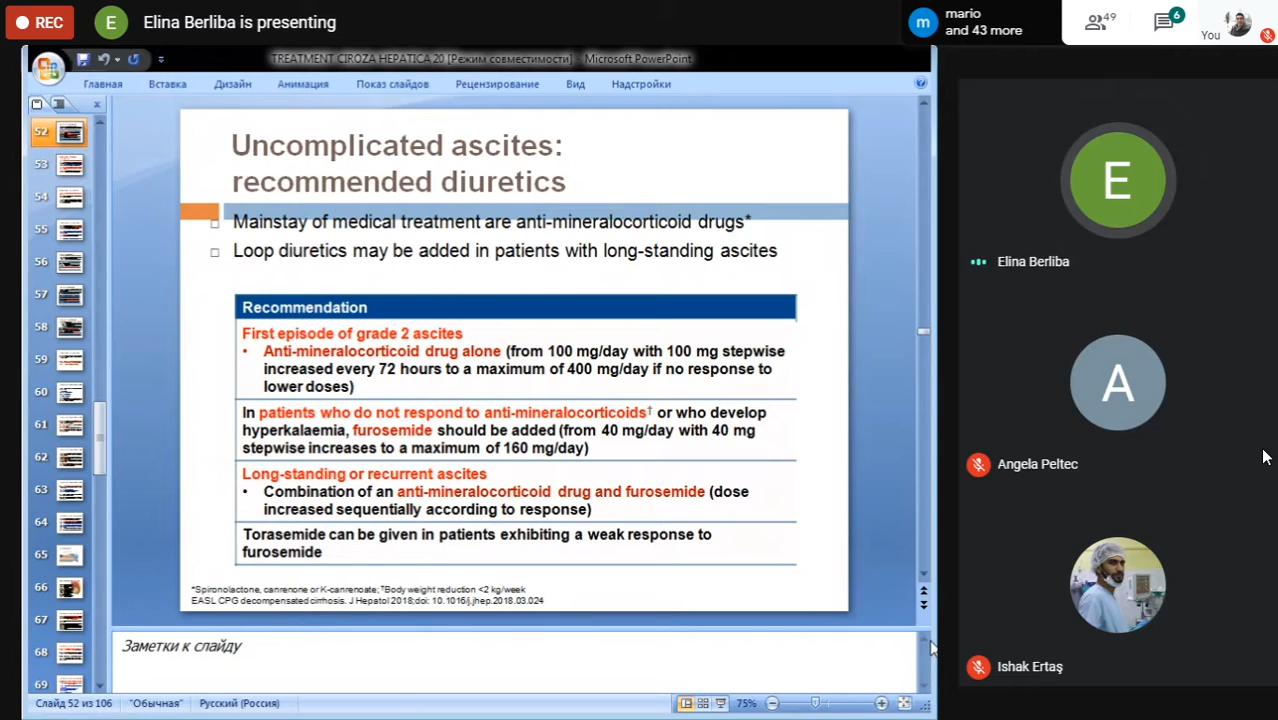 REC
E
Elina Berliba is presenting
m
mario
and 43 more
49
6
You
TREATMENT CIROZA HEPATICA 20 [Режим совместимости] - Microsoft PowerPoint
Главная
Вставка
Дизайн
Анимация
Показ слайдов
Рецензирование
Вид
Надстройки
52
53
54
55
56
57
58
59
60
61
62
63
64
65
66
67
68
69
Uncomplicated ascites:
recommended diuretics
Mainstay of medical treatment are anti-mineralocorticoid drugs*
Loop diuretics may be added in patients with long-standing ascites
Recommendation
First episode of grade 2 ascites
• Anti-mineralocorticoid drug alone (from 100 mg/day with 100 mg stepwise
increased every 72 hours to a maximum of 400 mg/day if no response to
lower doses)
In patients who do not respond to anti-mineralocorticoids† or who develop
hyperkalaemia, furosemide should be added (from 40 mg/day with 40 mg
stepwise increases to a maximum of 160 mg/day)
Long-standing or recurrent ascites
• Combination of an anti-mineralocorticoid drug and furosemide (dose
increased sequentially according to response)
Torasemide can be given in patients exhibiting a weak response to
furosemide
*Spironolactone, canrenone or K-canrenoate; †Body weight reduction <2 kg/week
EASL CPG decompensated cirrhosis. J Hepatol 2018;doi: 10.1016/j.jhep.2018.03.024
Заметки к слайду
Слайд 52 из 106
"Обычная"
Русский (Россия)
75%
E
Elina Berliba
A
Angela Peltec
Ishak Ertaş